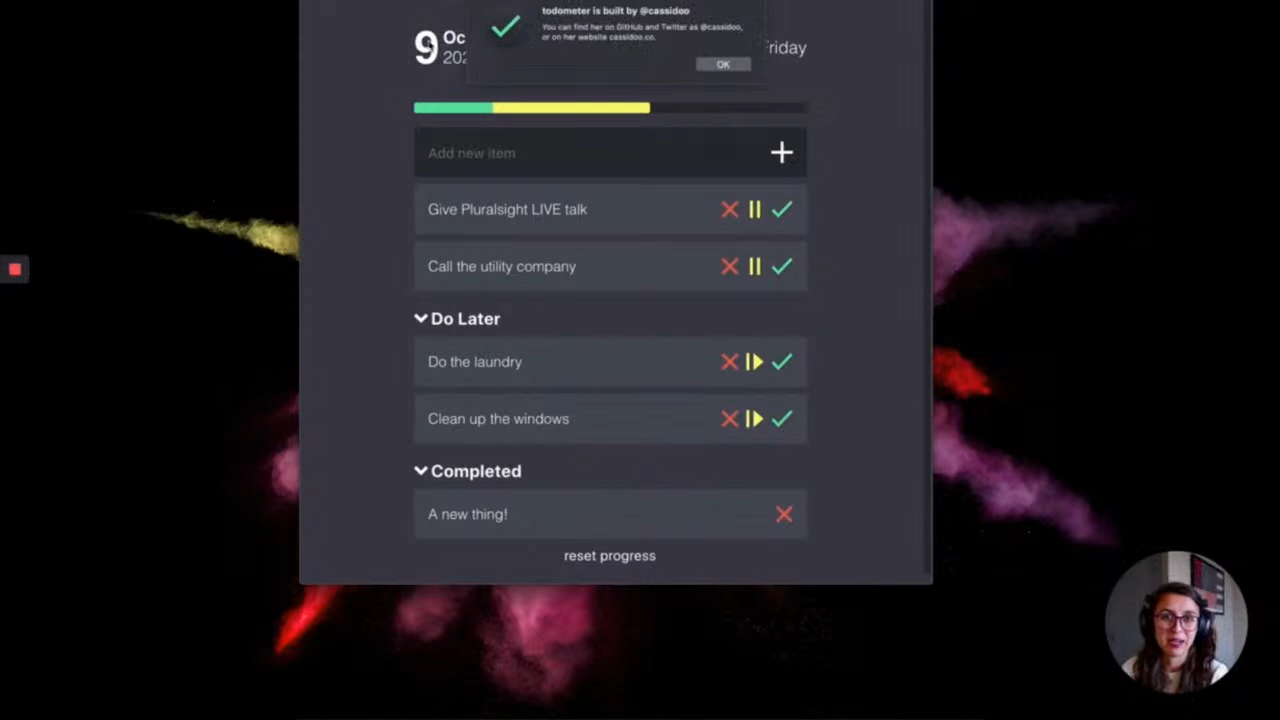 todometer is built by @cassidoo
You can find her on GitHub and Twitter as @cassidoo,
or on her website cassidoo.co.
OK
9
Oc
202
riday
Add new item
Give Pluralsight LIVE talk
Call the utility company
Do Later
Do the laundry
Clean up the windows
Completed
A new thing!
reset progress